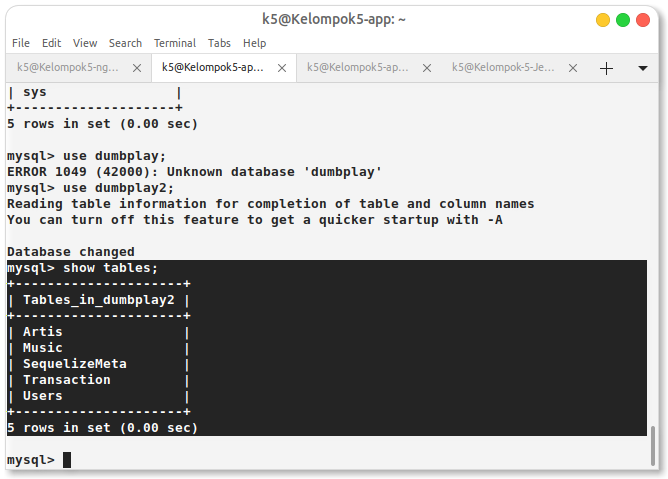 k5@Kelompok5-app: ~
File Edit View Search Terminal Tabs Help
k5@Kelompok5-ng... k5@Kelompok5-ap... k5@Kelompok5-ap... k5@Kelompok-5-Je...
| sys                |
+--------------------+
5 rows in set (0.00 sec)
mysql> use dumbplay;
ERROR 1049 (42000): Unknown database 'dumbplay'
mysql> use dumbplay2;
Reading table information for completion of table and column names
You can turn off this feature to get a quicker startup with -A
Database changed
mysql> show tables;
+---------------------+
| Tables_in_dumbplay2 |
+---------------------+
| Artis               |
| Music               |
| SequelizeMeta       |
| Transaction         |
| Users               |
+---------------------+
5 rows in set (0.00 sec)
mysql>